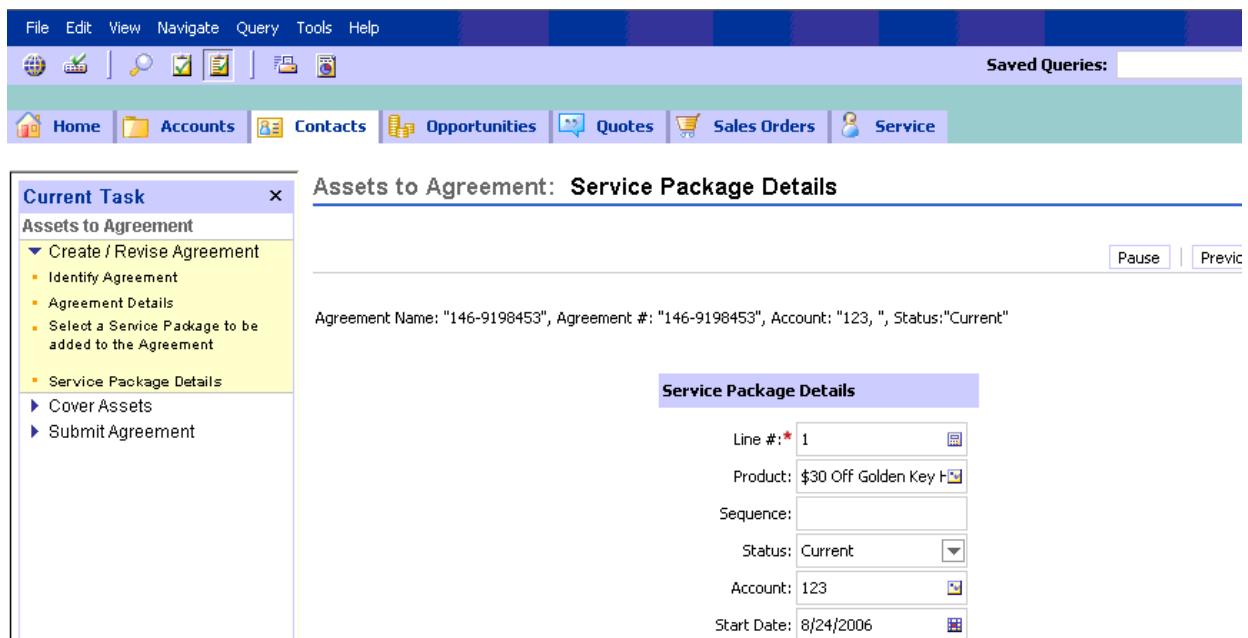 File Edit View Navigate Query Tools Help
Saved Queries:
Home Accounts Contacts Opportunities Quotes Sales Orders Service
Current Task
Assets to Agreement
Create / Revise Agreement
Identify Agreement
Agreement Details
Select a Service Package to be
added to the Agreement
Service Package Details
Cover Assets
Submit Agreement
Assets to Agreement: Service Package Details
Pause Previc
Agreement Name: "146-9198453", Agreement #: "146-9198453", Account: "123, ", Status:"Current"
Service Package Details
Line #:* 1
Product: $30 Off Golden Key H
Sequence:
Status: Current
Account: 123
Start Date: 8/24/2006